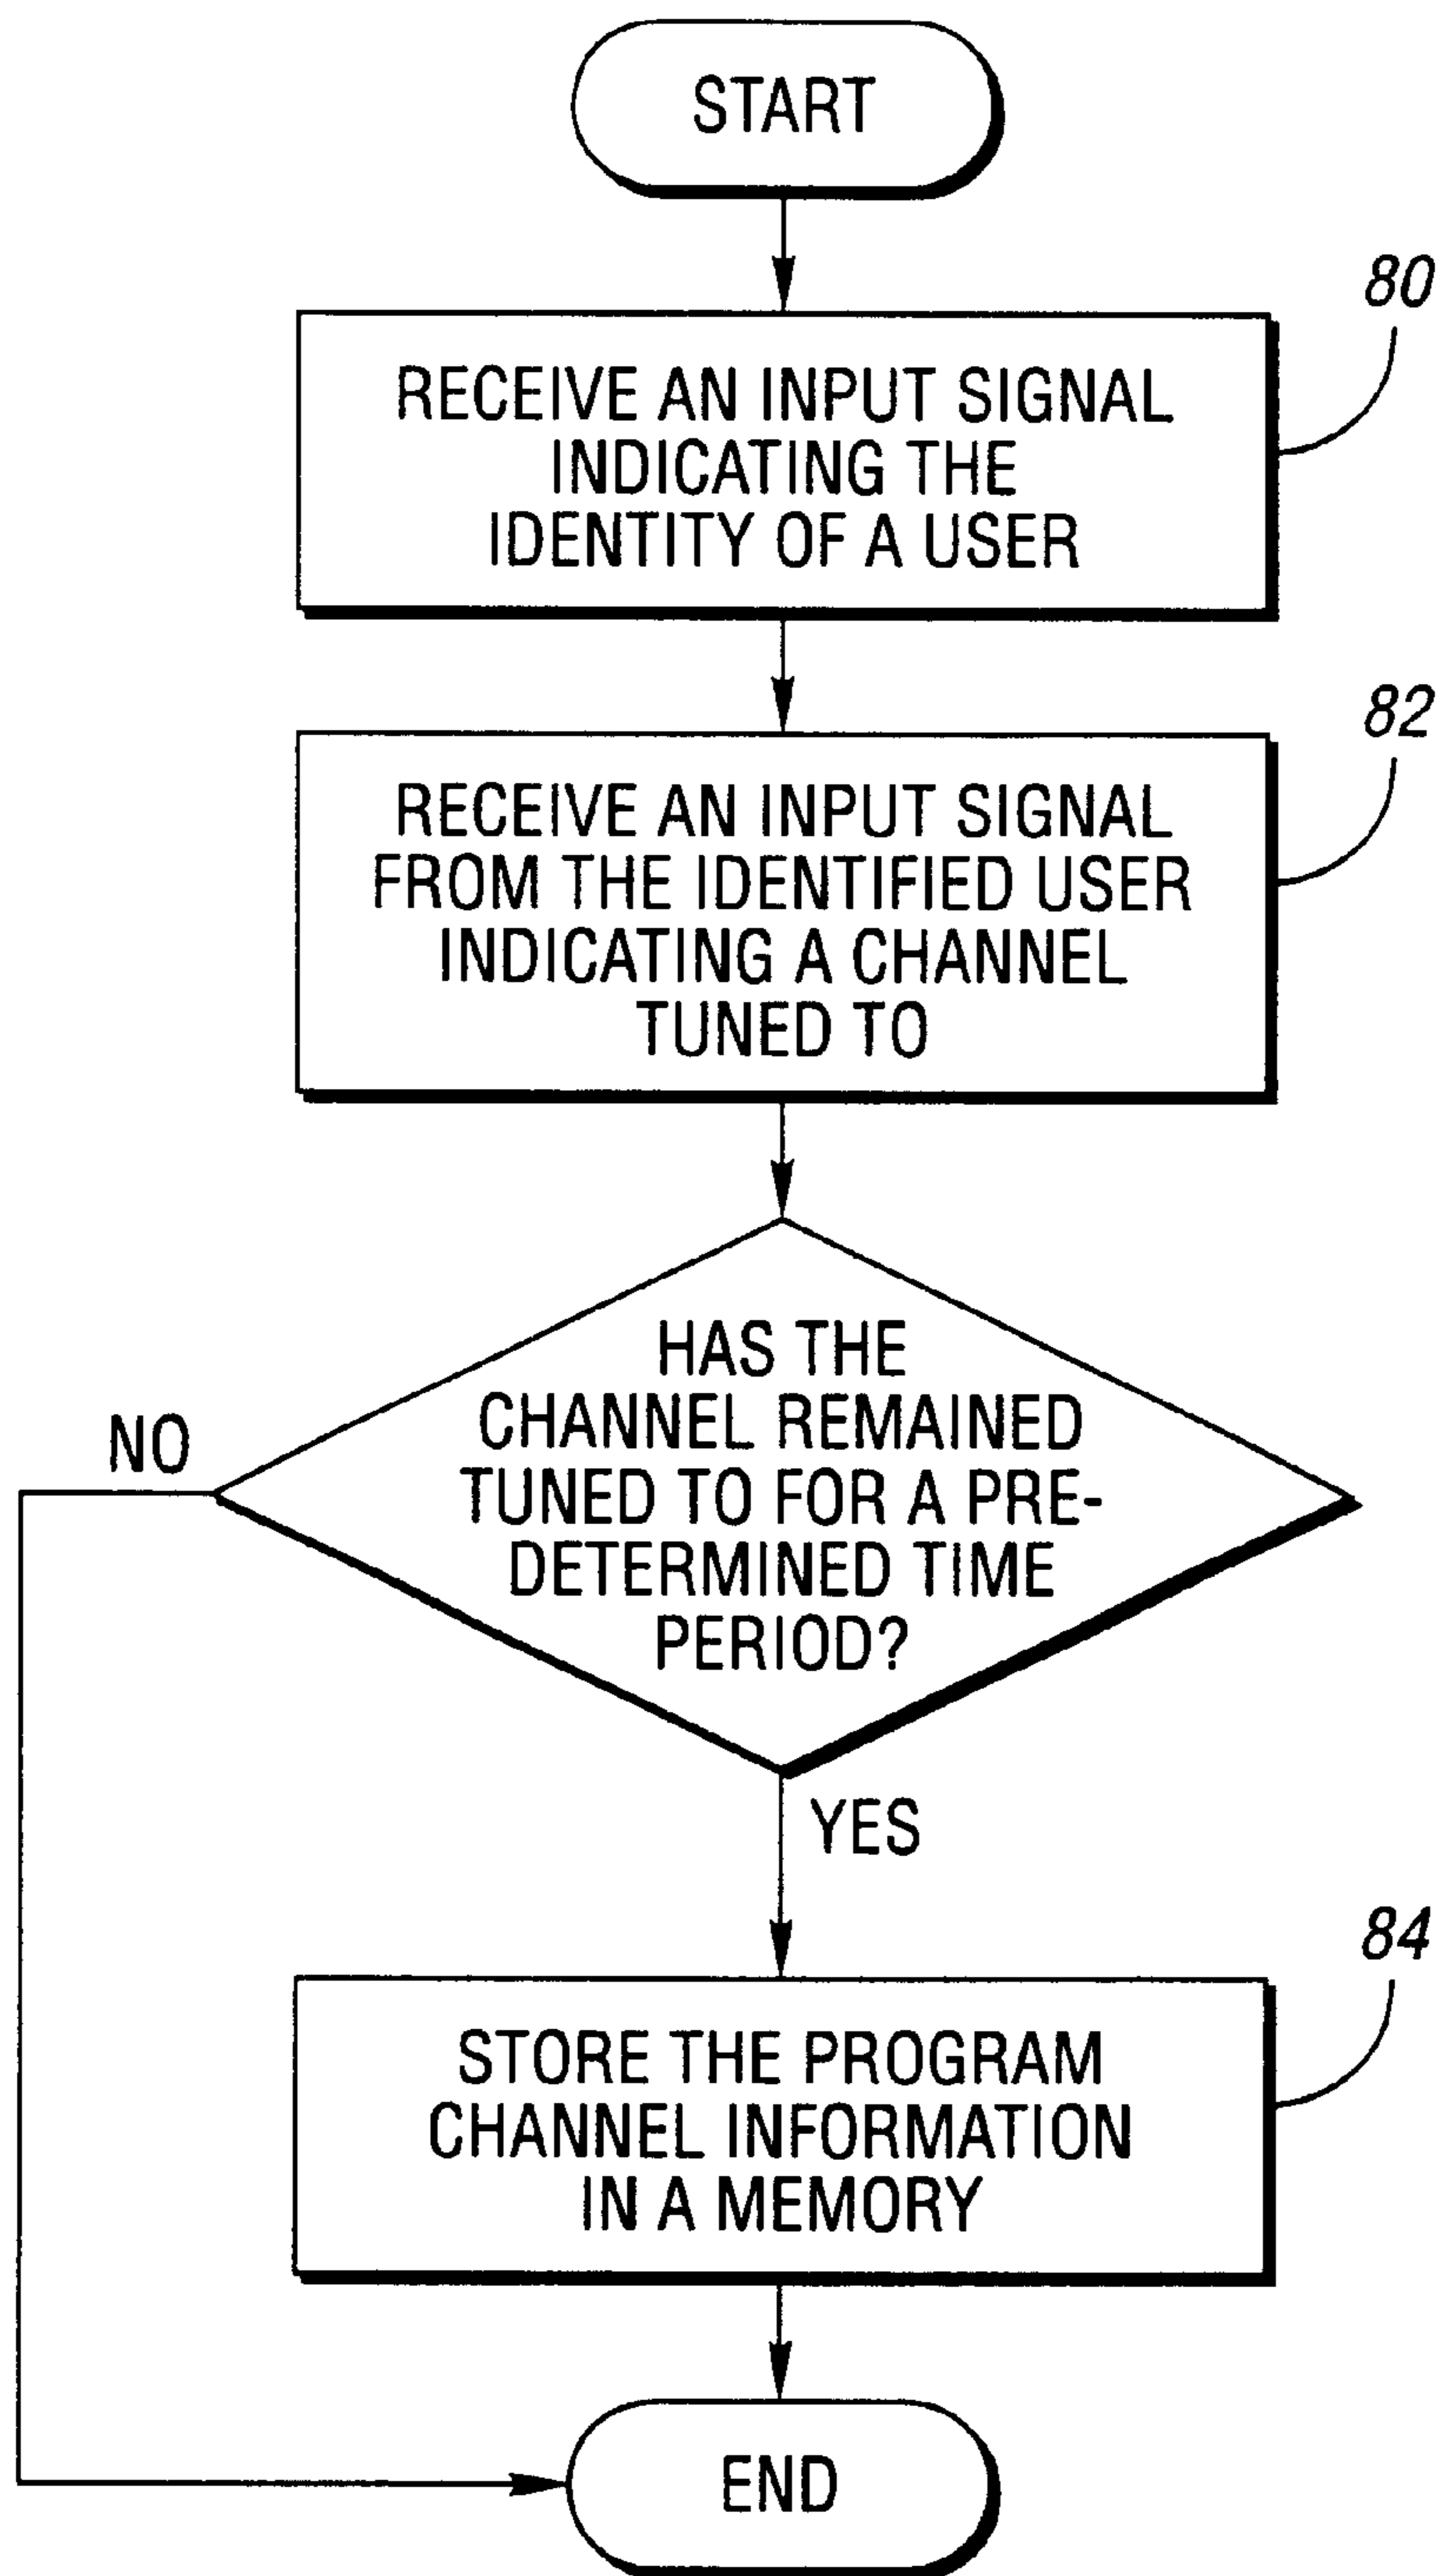 START
80
RECEIVE AN INPUT SIGNAL
INDICATING THE
IDENTITY OF A USER
82
RECEIVE AN INPUT SIGNAL
FROM THE IDENTIFIED USER
INDICATING A CHANNEL
TUNED TO
HAS THE
CHANNEL REMAINED
TUNED TO FOR A PRE-
DETERMINED TIME
PERIOD?
NO
YES
84
STORE THE PROGRAM
CHANNEL INFORMATION
IN A MEMORY
END